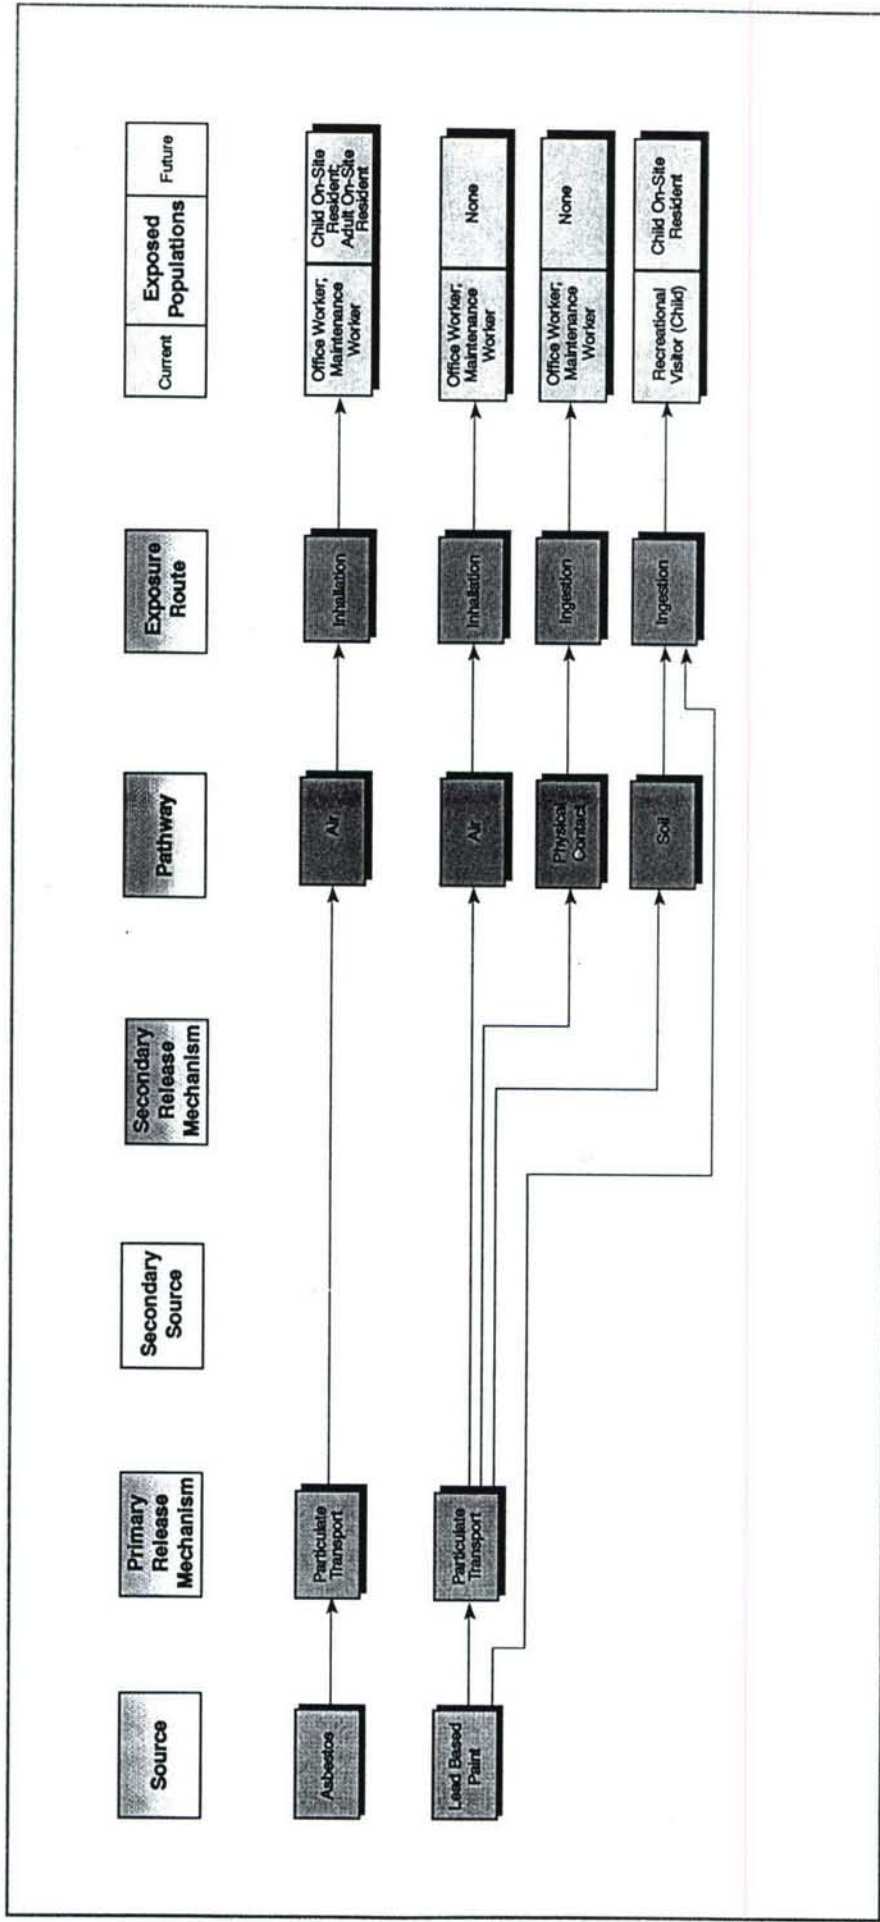 Source
Primary
Release
Mechanism
Secondary
Source
Secondary
Release
Mechanism
Pathway
Exposure
Route
Current
Exposed
Populations
Future
Asbestos
Particulate
Transport
Air
Inhallation
Office Worker;
Maintenance
Worker
Child On-Site
Resident;
Adult On-Site
Resident
Lead Based
Paint
Particulate
Transport
Air
Inhallation
Office Worker;
Maintenance
Worker
None
Physical
Contact
Ingestion
Office Worker;
Maintenance
Worker
None
Soil
Ingestion
Recreational
Visitor (Child)
Child On-Site
Resident